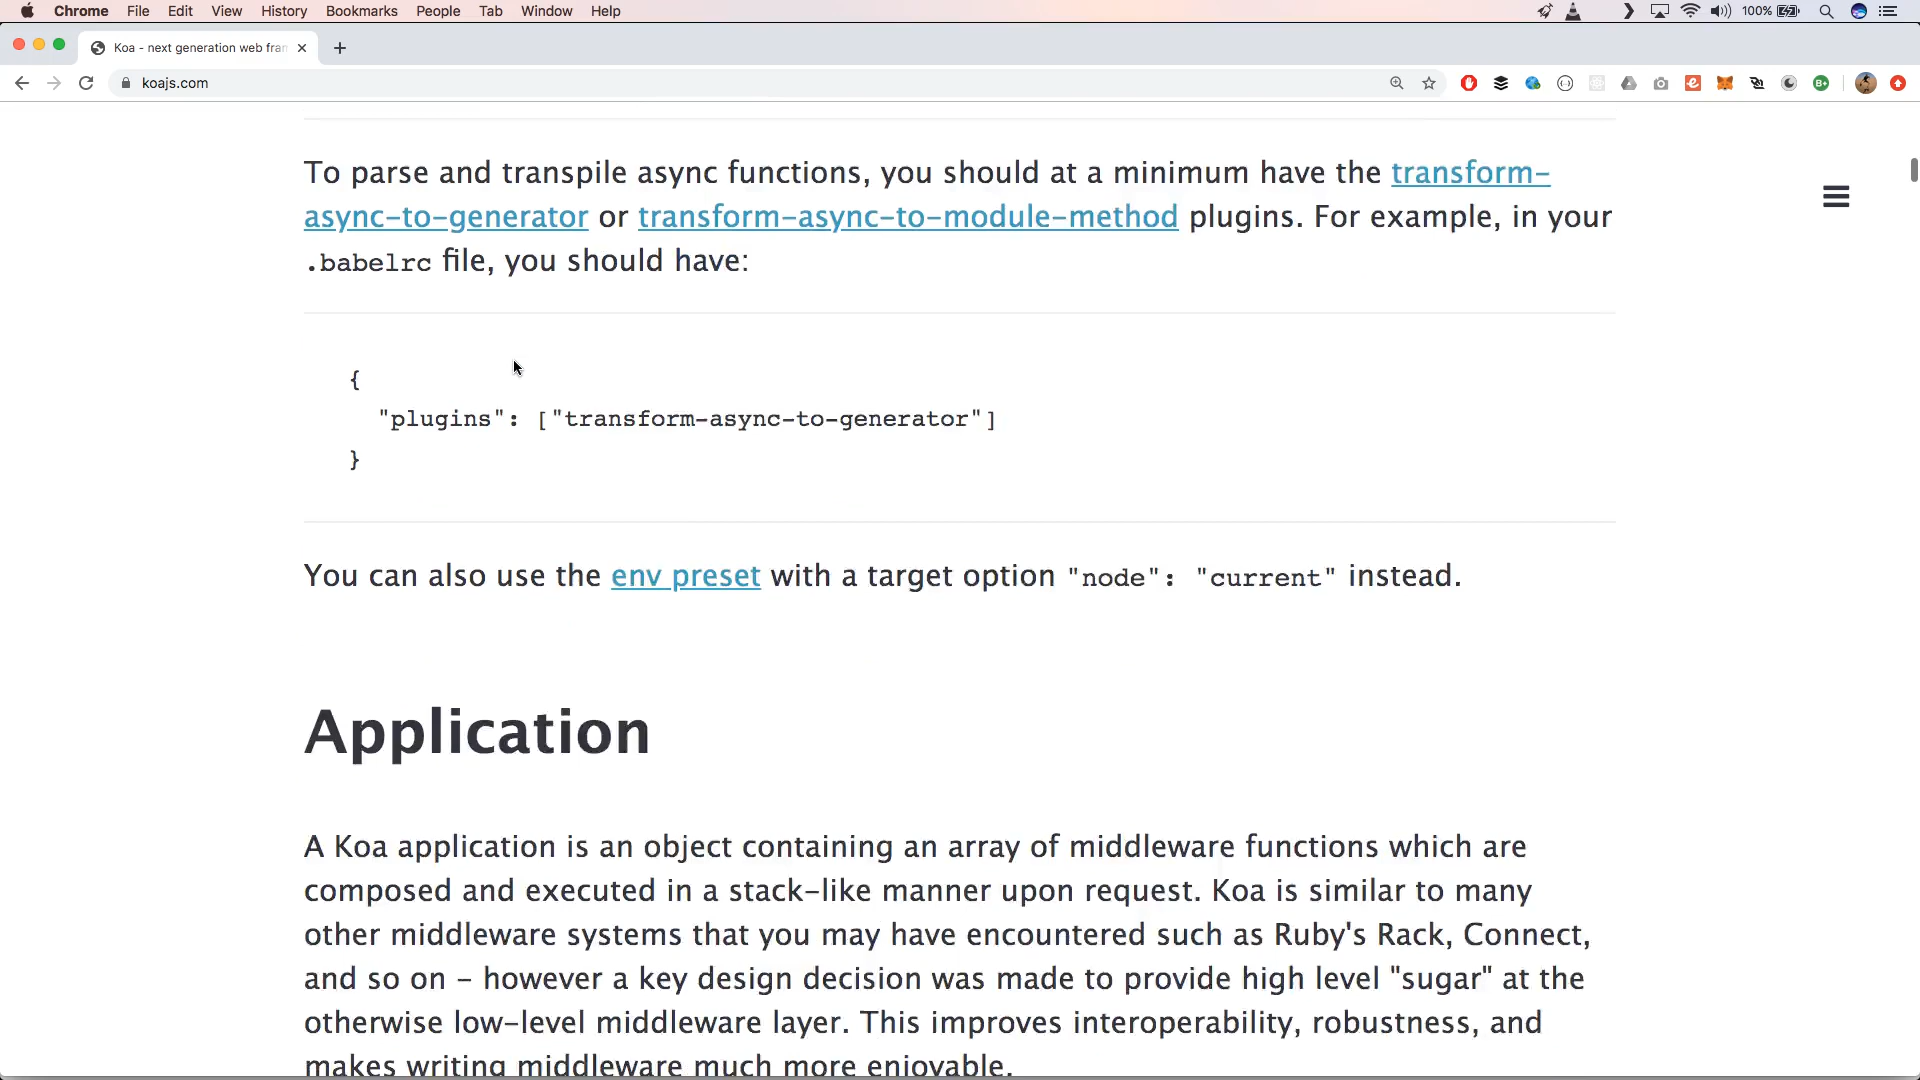 Chrome File Edit View History Bookmarks People Tab Window Help 100%
Koa - next generation web fran
koajs.com
To parse and transpile async functions, you should at a minimum have the transform-
async-to-generator or transform-async-to-module-method plugins. For example, in your
.babelrc file, you should have:
{
"plugins": ["transform-async-to-generator"]
}
You can also use the env preset with a target option "node": "current" instead.
Application
A Koa application is an object containing an array of middleware functions which are
composed and executed in a stack-like manner upon request. Koa is similar to many
other middleware systems that you may have encountered such as Ruby's Rack, Connect,
and so on - however a key design decision was made to provide high level "sugar" at the
otherwise low-level middleware layer. This improves interoperability, robustness, and
makes writing middleware much more enjoyable.